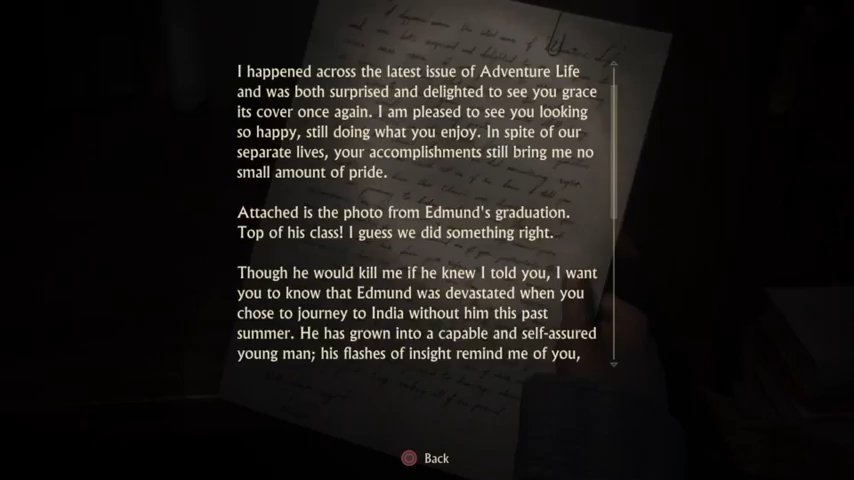 I happened across the latest issue of Adventure Life
and was both surprised and delighted to see you grace
its cover once again. I am pleased to see you looking
so happy, still doing what you enjoy. In spite of our
separate lives, your accomplishments still bring me no
small amount of pride.
Attached is the photo from Edmund's graduation.
Top of his class! I guess we did something right.
Though he would kill me if he knew I told you, I want
you to know that Edmund was devastated when you
chose to journey to India without him this past
summer. He has grown into a capable and self-assured
young man; his flashes of insight remind me of you,
Back